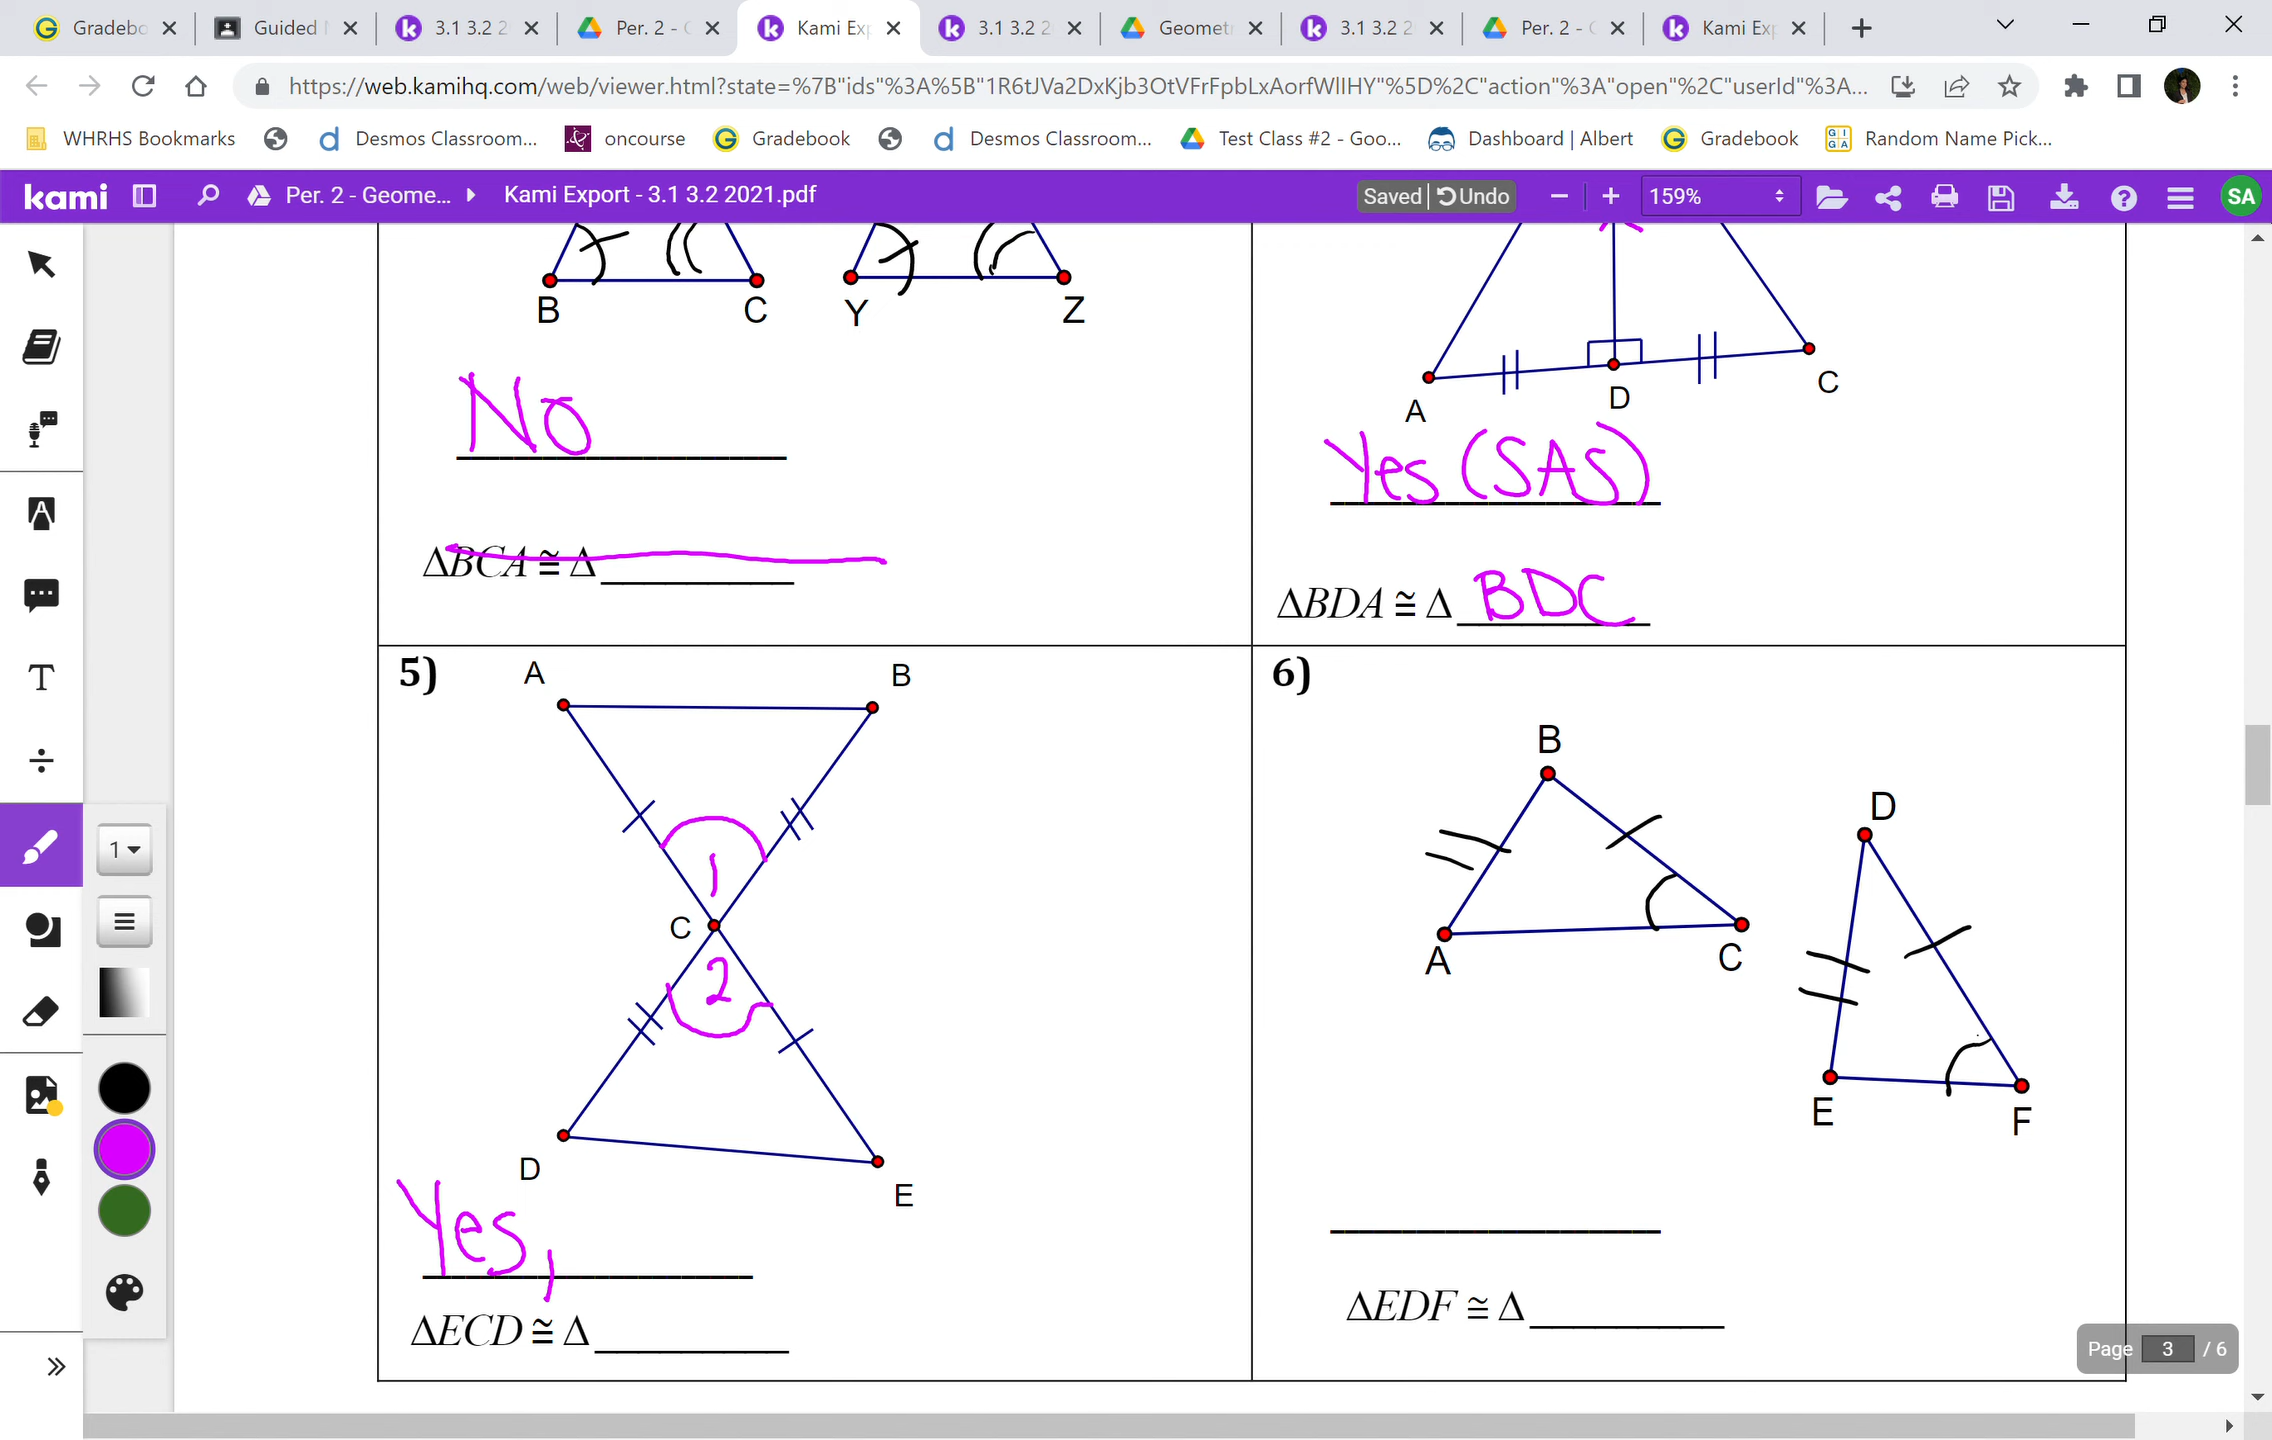 Gradebo
Guided
3.1 3.2 2
Per. 2 -
Kami Exp
3.1 3.2 2
Geomet
3.1 3.2 2
Per. 2 -
Kami Ex
https://web.kamihq.com/web/viewer.html?state=%7B"ids"%3A%5B"1R6tJVa2DxKjb3OtVFrFpbLxAorfWlIHY"%5D%2C"action"%3A"open"%2C"userId"%3A...
WHRHS Bookmarks
Desmos Classroom...
oncourse
Gradebook
Desmos Classroom...
Test Class #2 - Goo...
Dashboard | Albert
Gradebook
Random Name Pick...
kami
Per. 2 - Geome...
Kami Export - 3.1 3.2 2021.pdf
Saved
Undo
159%
SA
B C Y Z
A D C
No
Yes (SAS)
ΔBCA ≅ Δ
ΔBDA ≅ Δ BDC
5)
A B
1
C
2
D E
Yes,
ΔECD ≅ Δ
6)
B
D
A C
E F
ΔEDF ≅ Δ
1
Page 3 / 6